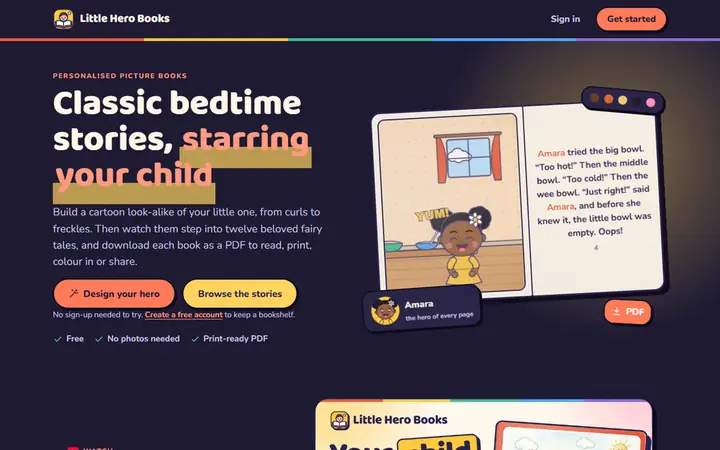 Little Hero Books
Sign in
Get started
PERSONALISED PICTURE BOOKS
Classic bedtime
stories, starring
your child
Build a cartoon look-alike of your little one, from curls to
freckles. Then watch them step into twelve beloved fairy
tales, and download each book as a PDF to read, print,
colour in or share.
Design your hero
Browse the stories
No sign-up needed to try. Create a free account to keep a bookshelf.
Free
No photos needed
Print-ready PDF
YUM!
Amara tried the big bowl.
“Too hot!” Then the middle
bowl. “Too cold!” Then the
wee bowl. “Just right!” said
Amara, and before she
knew it, the little bowl was
empty. Oops!
4
Amara
the hero of every page
PDF
WATCH
Little Hero Books
Your child